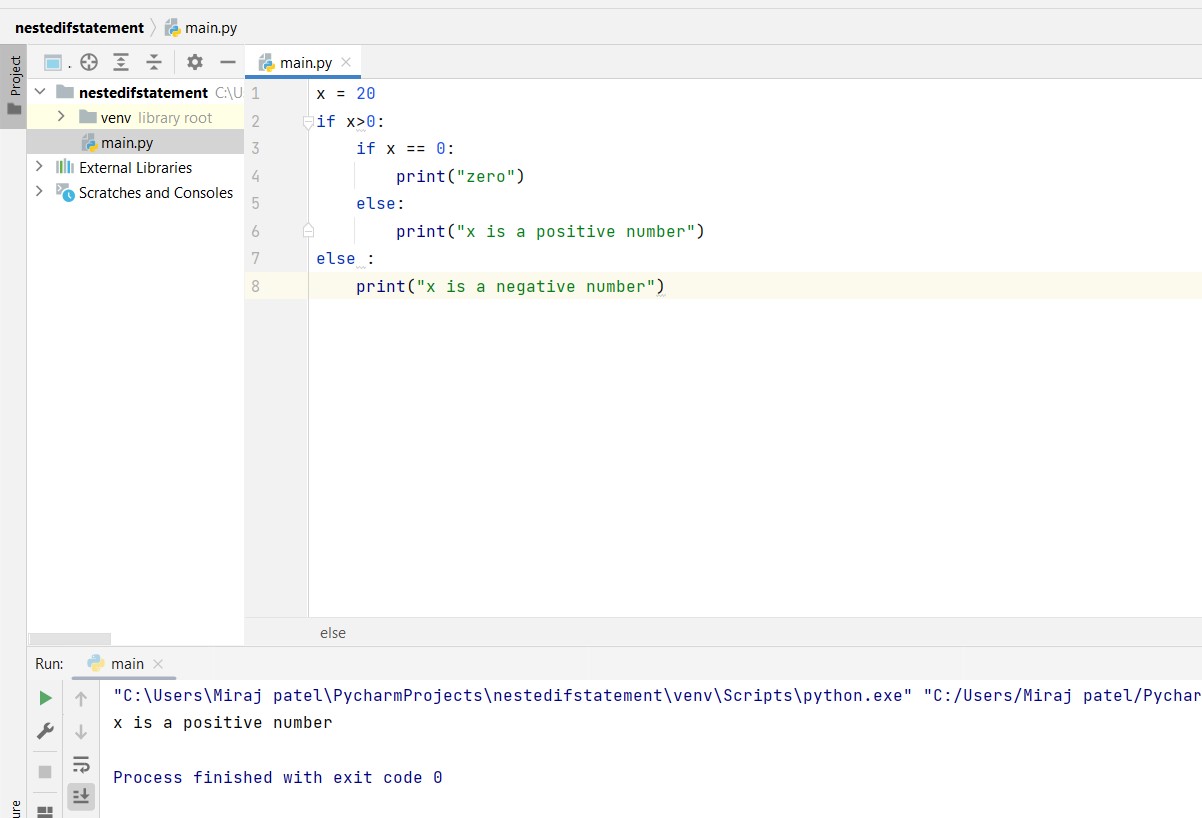 nestedifstatement main.py
Project
main.py
nestedifstatement C:\U
venv library root
main.py
External Libraries
Scratches and Consoles
1 x = 20
2 if x>0:
3     if x == 0:
4         print("zero")
5     else:
6         print("x is a positive number")
7 else :
8     print("x is a negative number")
else
Run: main
"C:\Users\Miraj patel\PycharmProjects\nestedifstatement\venv\Scripts\python.exe" "C:/Users/Miraj patel/Pychar
x is a positive number
Process finished with exit code 0
ure